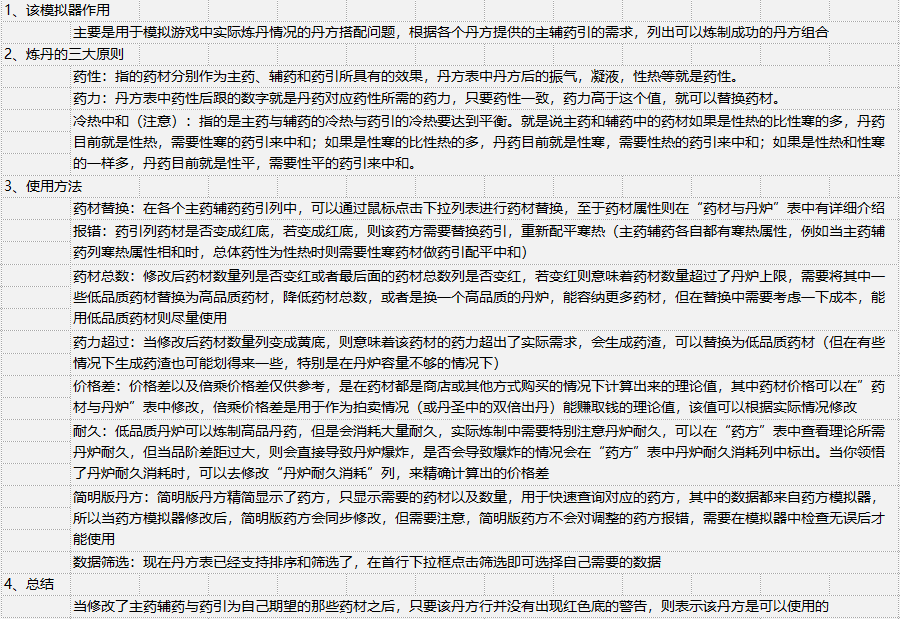 1、该模拟器作用
主要是用于模拟游戏中实际炼丹情况的丹方搭配问题，根据各个丹方提供的主辅药引的需求，列出可以炼制成功的丹方组合
2、炼丹的三大原则
药性：指的药材分别作为主药、辅药和药引所具有的效果，丹方表中丹方后的振气，凝液，性热等就是药性。
药力：丹方表中药性后跟的数字就是丹药对应药性所需的药力，只要药性一致，药力高于这个值，就可以替换药材。
冷热中和（注意）：指的是主药与辅药的冷热与药引的冷热要达到平衡。就是说主药和辅药中的药材如果是性热的比性寒的多，丹药
目前就是性热，需要性寒的药引来中和；如果是性寒的比性热的多，丹药目前就是性寒，需要性热的药引来中和；如果是性热和性寒
的一样多，丹药目前就是性平，需要性平的药引来中和。
3、使用方法
药材替换：在各个主药辅药药引列中，可以通过鼠标点击下拉列表进行药材替换，至于药材属性则在“药材与丹炉”表中有详细介绍
报错：药引列药材是否变成红底，若变成红底，则该药方需要替换药引，重新配平寒热（主药辅药各自都有寒热属性，例如当主药辅
药列寒热属性相和时，总体药性为性热时则需要性寒药材做药引配平中和）
药材总数：修改后药材数量列是否变红或者最后面的药材总数列是否变红，若变红则意味着药材数量超过了丹炉上限，需要将其中一
些低品质药材替换为高品质药材，降低药材总数，或者是换一个高品质的丹炉，能容纳更多药材，但在替换中需要考虑一下成本，能
用低品质药材则尽量使用
药力超过：当修改后药材数量列变成黄底，则意味着该药材的药力超出了实际需求，会生成药渣，可以替换为低品质药材（但在有些
情况下生成药渣也可能划得来一些，特别是在丹炉容量不够的情况下）
价格差：价格差以及倍乘价格差仅供参考，是在药材都是商店或其他方式购买的情况下计算出来的理论值，其中药材价格可以在”药
材与丹炉”表中修改，倍乘价格差是用于作为拍卖情况（或丹圣中的双倍出丹）能赚取钱的理论值，该值可以根据实际情况修改
耐久：低品质丹炉可以炼制高品丹药，但是会消耗大量耐久，实际炼制中需要特别注意丹炉耐久，可以在“药方”表中查看理论所需
丹炉耐久，但当品阶差距过大，则会直接导致丹炉爆炸，是否会导致爆炸的情况会在“药方”表中丹炉耐久消耗列中标出。当你领悟
了丹炉耐久消耗时，可以去修改“丹炉耐久消耗”列，来精确计算出的价格差
简明版丹方：简明版丹方精简显示了药方，只显示需要的药材以及数量，用于快速查询对应的药方，其中的数据都来自药方模拟器，
所以当药方模拟器修改后，简明版药方会同步修改，但需要注意，简明版药方不会对调整的药方报错，需要在模拟器中检查无误后才
能使用
数据筛选：现在丹方表已经支持排序和筛选了，在首行下拉框点击筛选即可选择自己需要的数据
4、总结
当修改了主药辅药与药引为自己期望的那些药材之后，只要该丹方行并没有出现红色底的警告，则表示该丹方是可以使用的